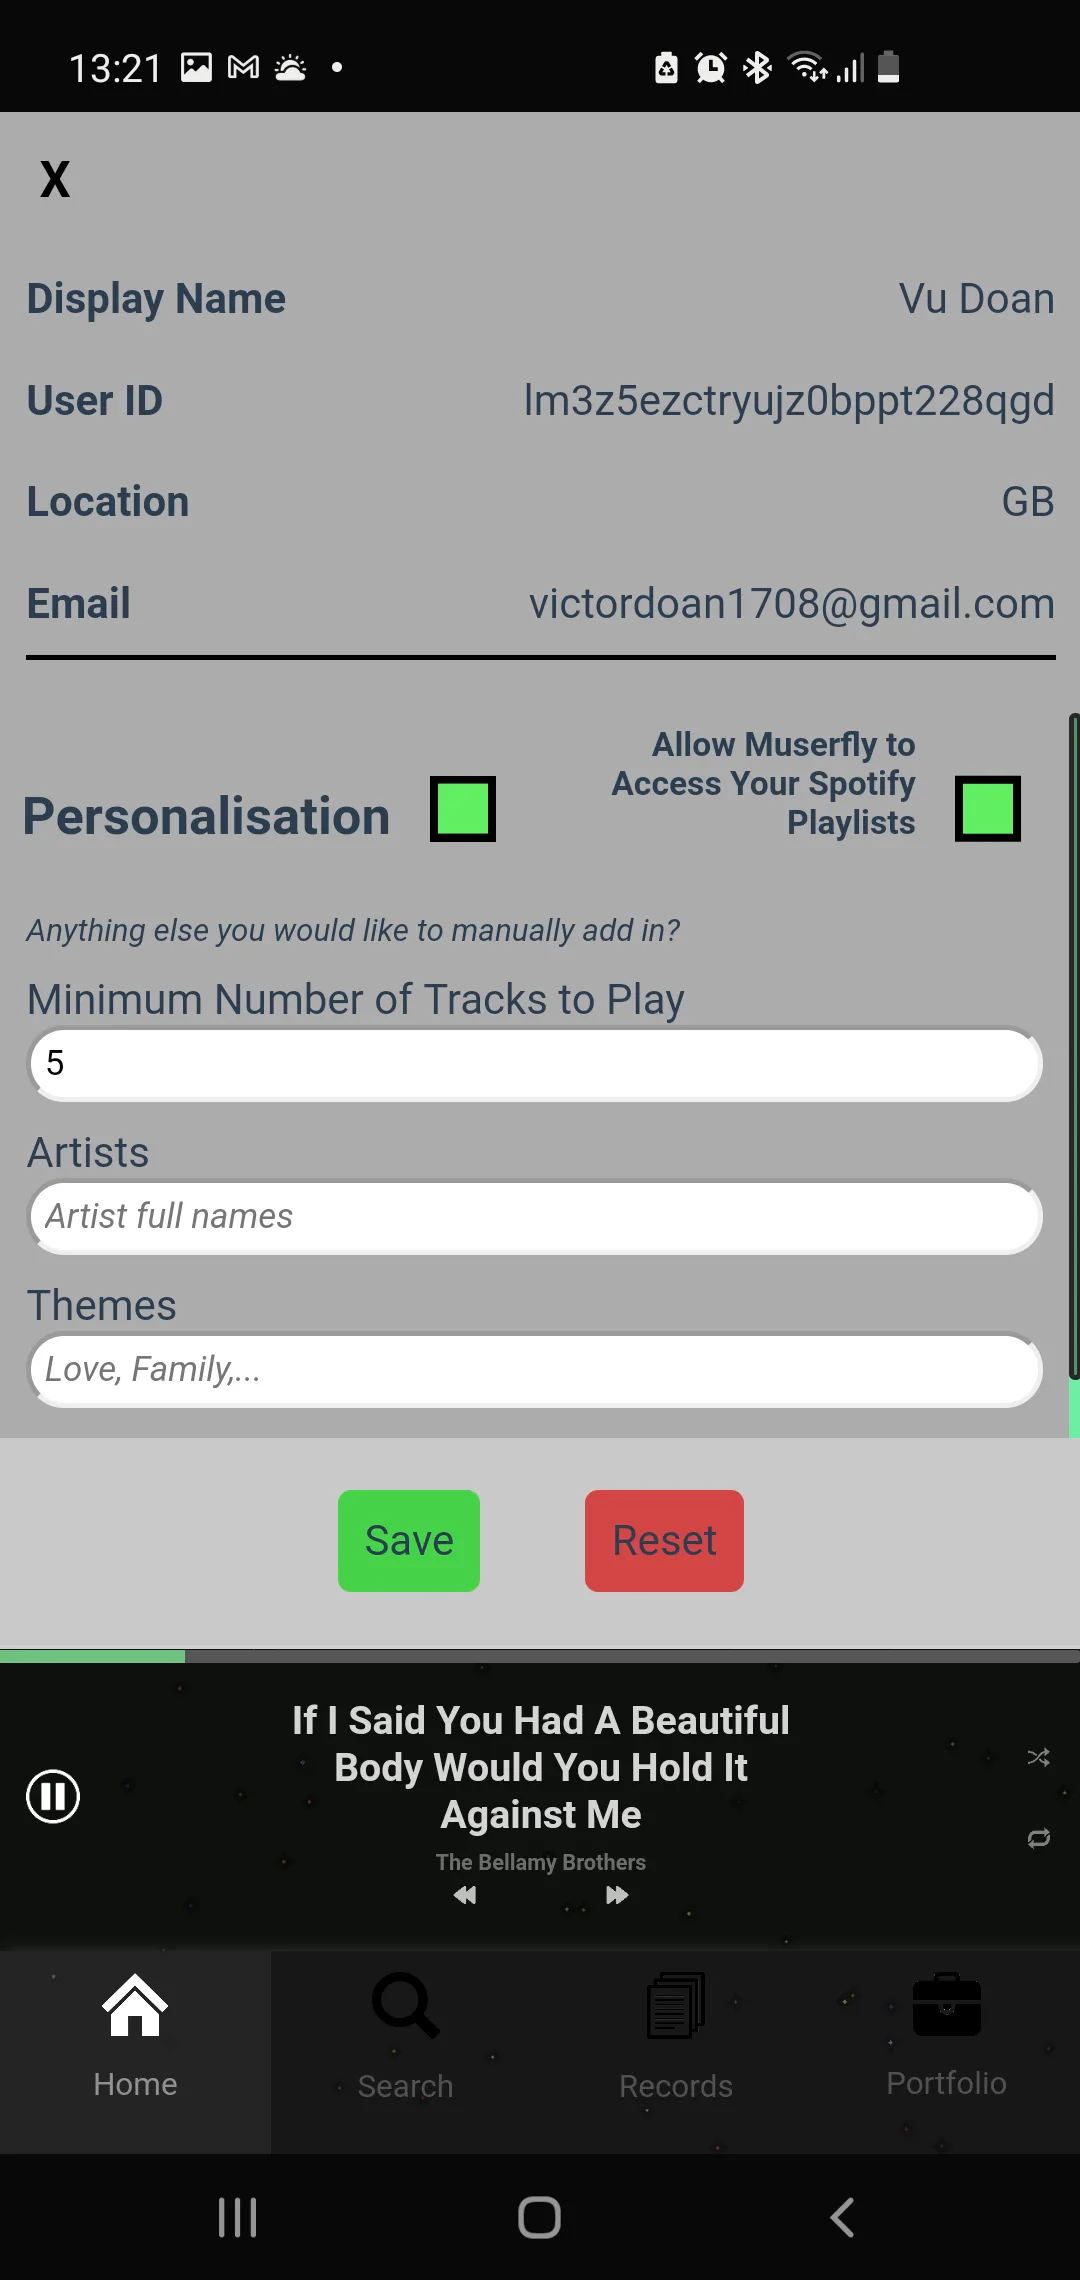 13:21
X
Display Name Vu Doan
User ID lm3z5ezctryujz0bppt228qgd
Location GB
Email victordoan1708@gmail.com
Allow Muserfly to
Access Your Spotify
Playlists
Personalisation
Anything else you would like to manually add in?
Minimum Number of Tracks to Play
5
Artists
Artist full names
Themes
Love, Family,...
Save Reset
If I Said You Had A Beautiful
Body Would You Hold It
Against Me
The Bellamy Brothers
Home Search Records Portfolio